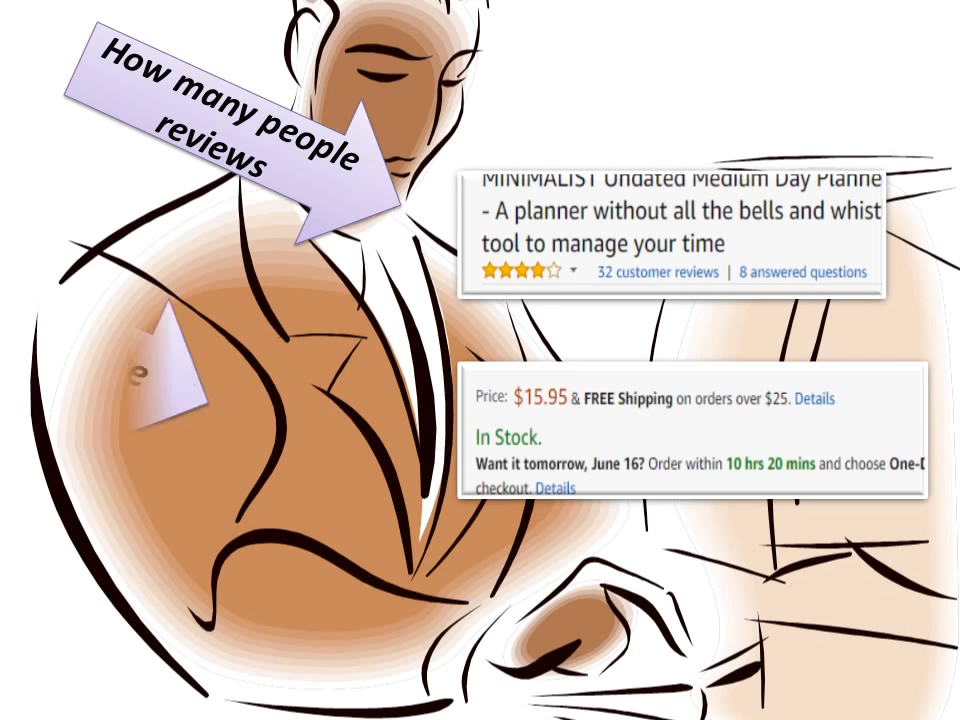 How many people
reviews
MINIMALIST Undated Medium Day Planne
- A planner without all the bells and whist
tool to manage your time
32 customer reviews | 8 answered questions
e
Price: $15.95 & FREE Shipping on orders over $25. Details
In Stock.
Want it tomorrow, June 16? Order within 10 hrs 20 mins and choose One-D
checkout. Details